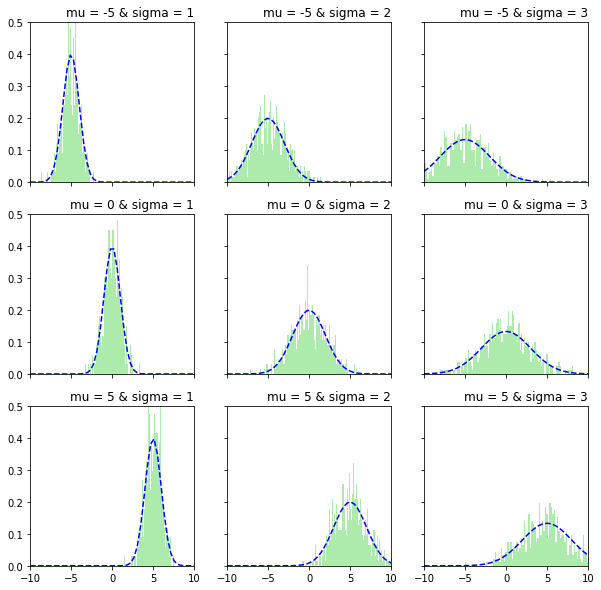 mu = -5 & sigma = 1
mu = -5 & sigma = 2
mu = -5 & sigma = 3
0.5
0.4
0.3
0.2
0.1
0.0
mu = 0 & sigma = 1
mu = 0 & sigma = 2
mu = 0 & sigma = 3
0.5
0.4
0.3
0.2
0.1
0.0
mu = 5 & sigma = 1
mu = 5 & sigma = 2
mu = 5 & sigma = 3
0.5
0.4
0.3
0.2
0.1
0.0
−10 −5 0 5 10 −10 −5 0 5 10 −10 −5 0 5 10